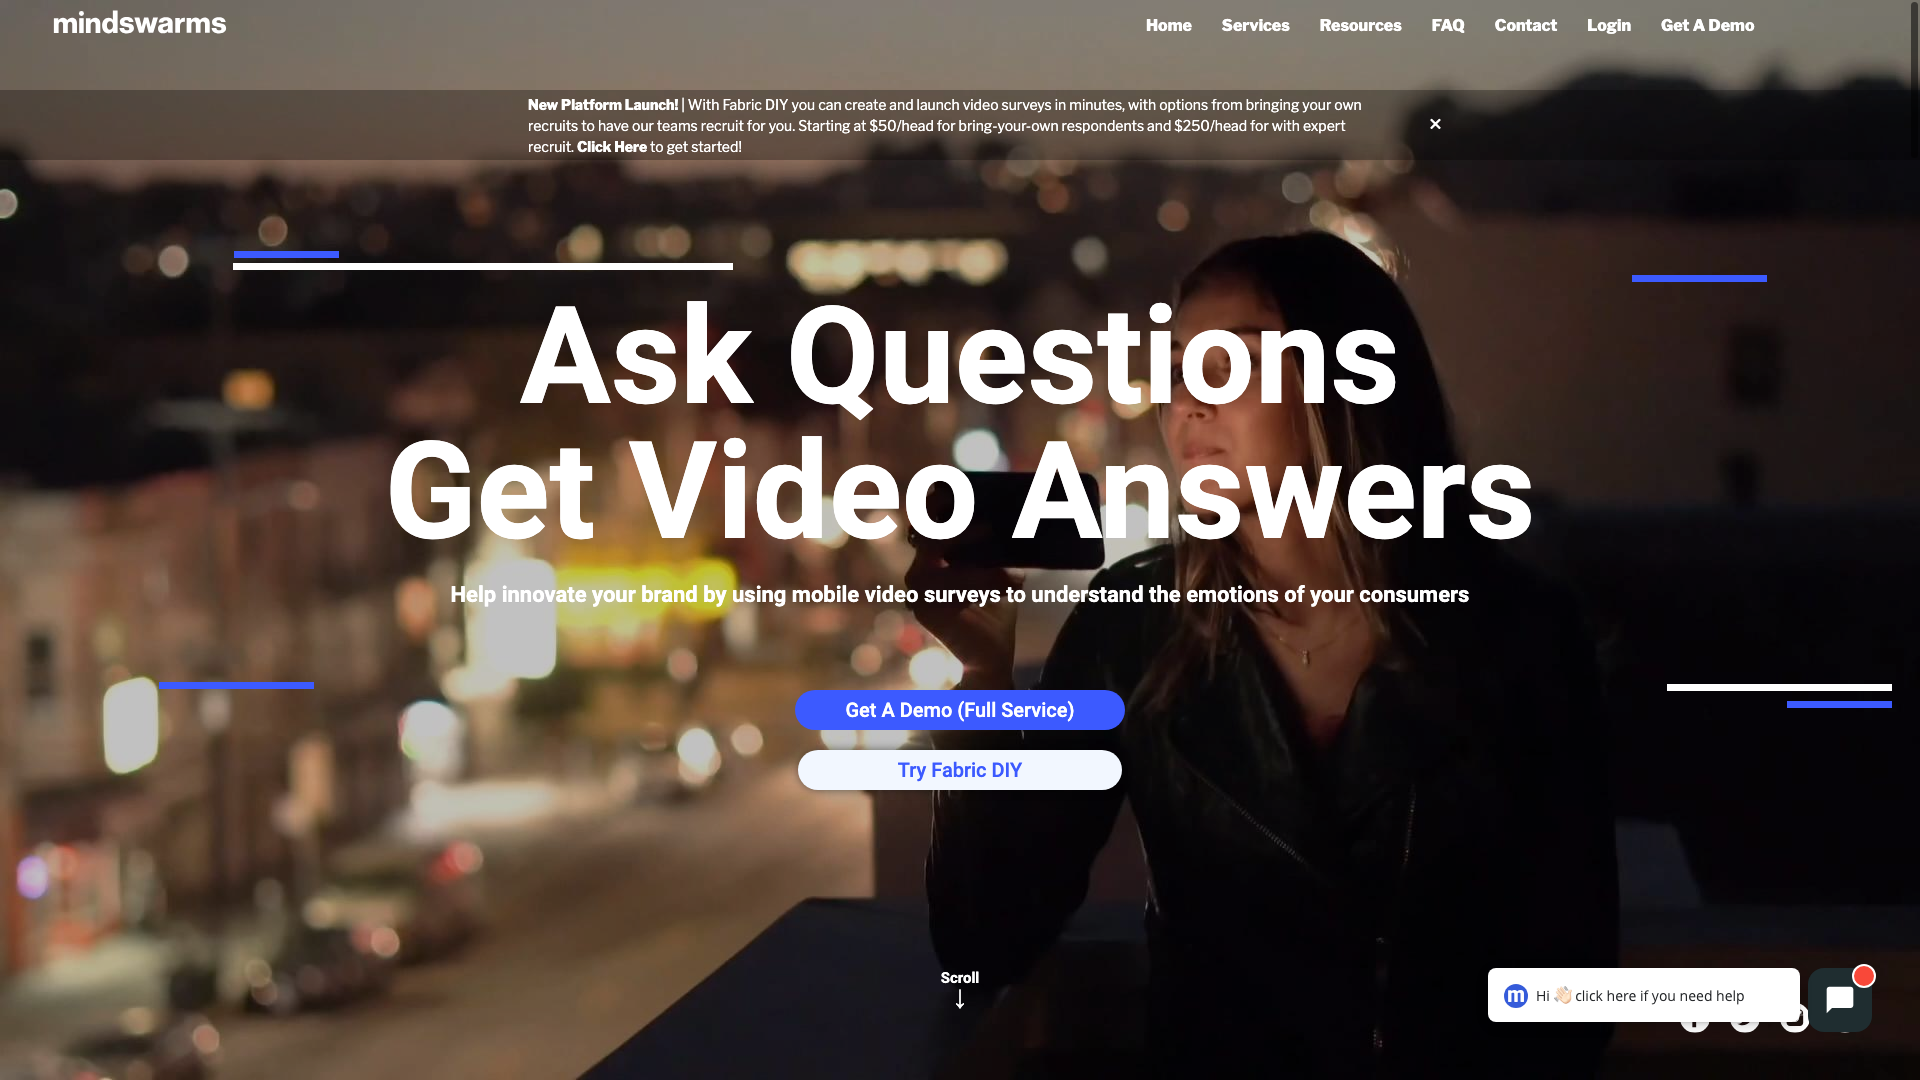 mindswarms
Home Services Resources FAQ Contact Login Get A Demo
New Platform Launch! | With Fabric DIY you can create and launch video surveys in minutes, with options from bringing your own
recruits to have our teams recruit for you. Starting at $50/head for bring-your-own respondents and $250/head for with expert
recruit. Click Here to get started!
×
Ask Questions
Get Video Answers
Help innovate your brand by using mobile video surveys to understand the emotions of your consumers
Get A Demo (Full Service)
Try Fabric DIY
Scroll
m Hi 👋🏻 click here if you need help